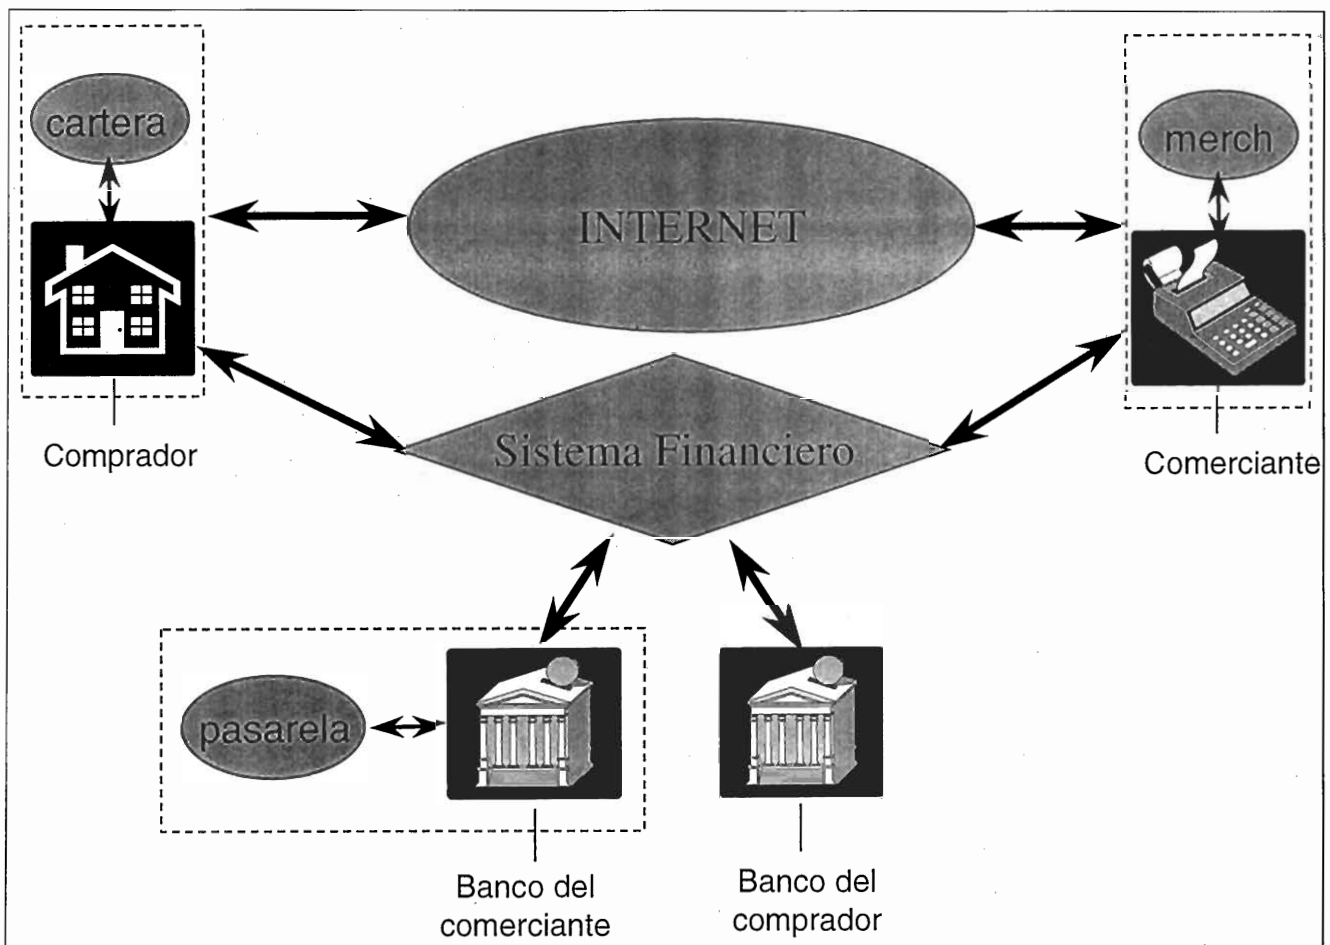 cartera
merch
INTERNET
Comprador
Sistema Financiero
Comerciante
pasarela
Banco del
comerciante
Banco del
comprador